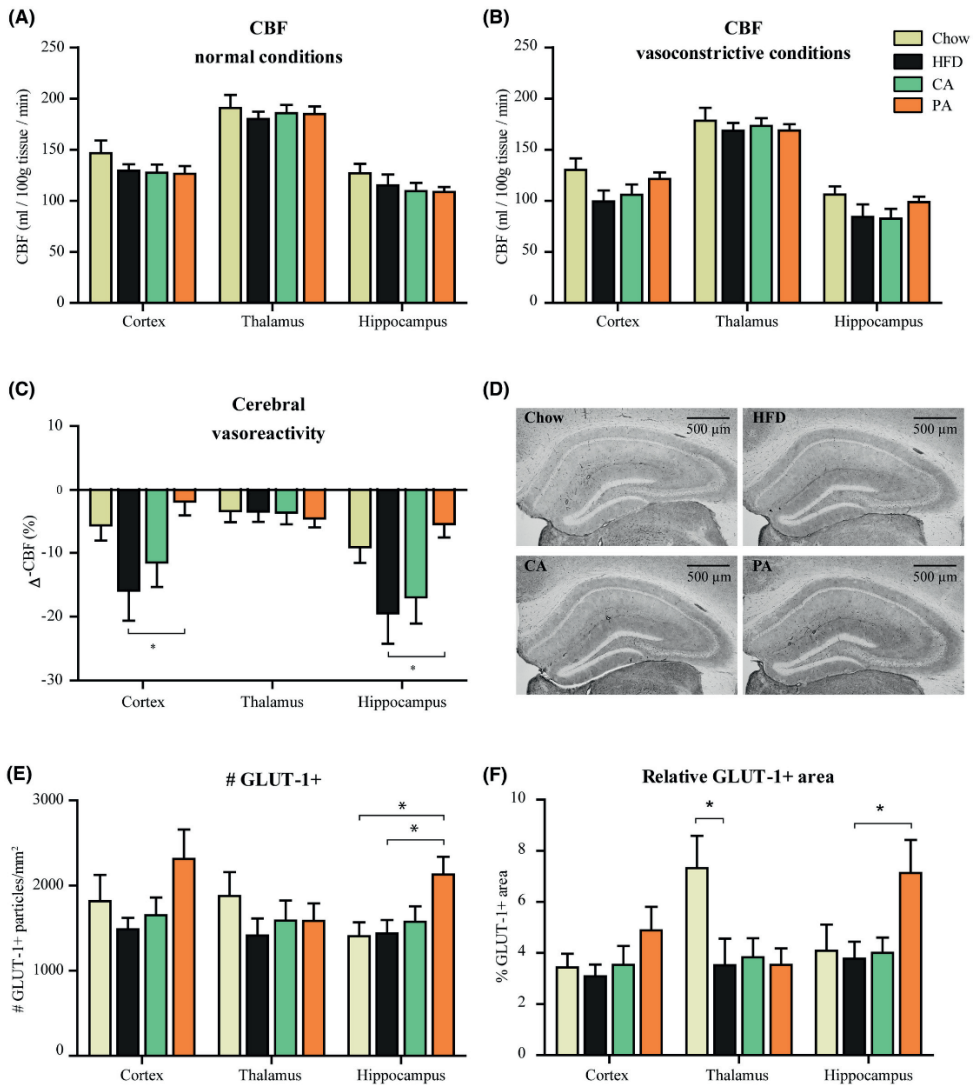 (A)
CBF
normal conditions
CBF (ml / 100g tissue / min)
250
200
150
100
50
0
Cortex
Thalamus
Hippocampus
(B)
CBF
vasoconstrictive conditions
CBF (ml / 100g tissue / min)
250
200
150
100
50
0
Cortex
Thalamus
Hippocampus
Chow
HFD
CA
PA
(C)
Cerebral
vasoreactivity
Δ-CBF (%)
10
0
-10
-20
-30
*
*
Cortex
Thalamus
Hippocampus
(D)
Chow
500 µm
HFD
500 µm
CA
500 µm
PA
500 µm
(E)
# GLUT-1+
# GLUT-1+ particles/mm²
3000
2000
1000
0
*
*
Cortex
Thalamus
Hippocampus
(F)
Relative GLUT-1+ area
% GLUT-1+ area
10
8
6
4
2
0
*
*
Cortex
Thalamus
Hippocampus